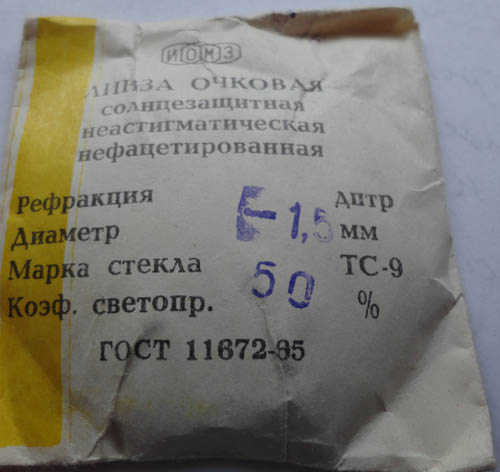 ИОМЗ
ЛИНЗА ОЧКОВАЯ
солнцезащитная
неастигматическая
нефацетированная
Рефракция -1,5 дптр
Диаметр мм
Марка стекла ТС-9
Коэф. светопр. 50 %
ГОСТ 11672-85